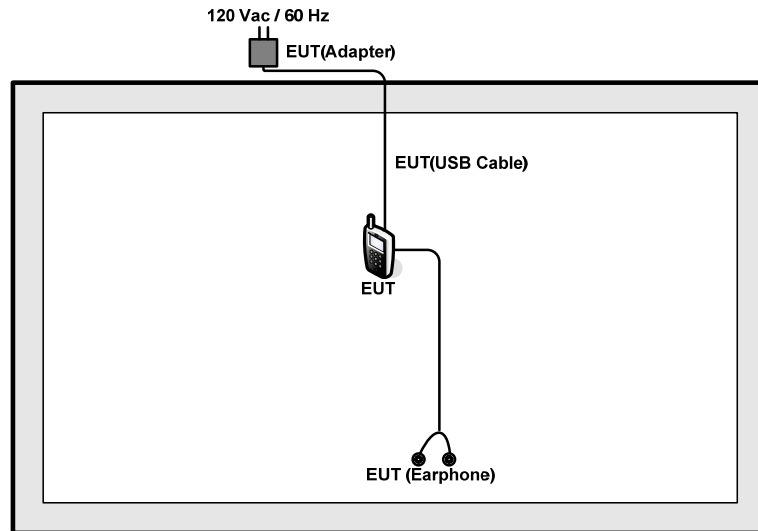 120 Vac / 60 Hz
EUT(Adapter)
EUT(USB Cable)
EUT
EUT (Earphone)